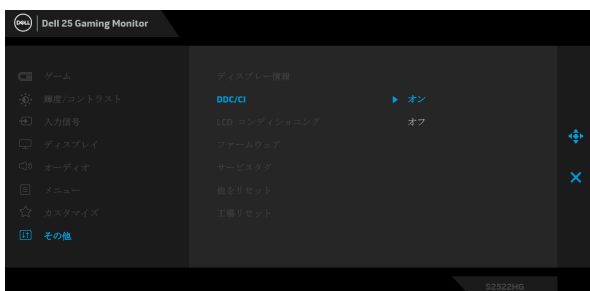 DELL
Dell 25 Gaming Monitor
ゲーム
輝度/コントラスト
入力信号
ディスプレイ
オーディオ
メニュー
カスタマイズ
その他
ディスプレー情報
DDC/CI
LCD コンディショニング
ファームウェア
サービスタグ
他をリセット
工場リセット
オン
オフ
S2522HG